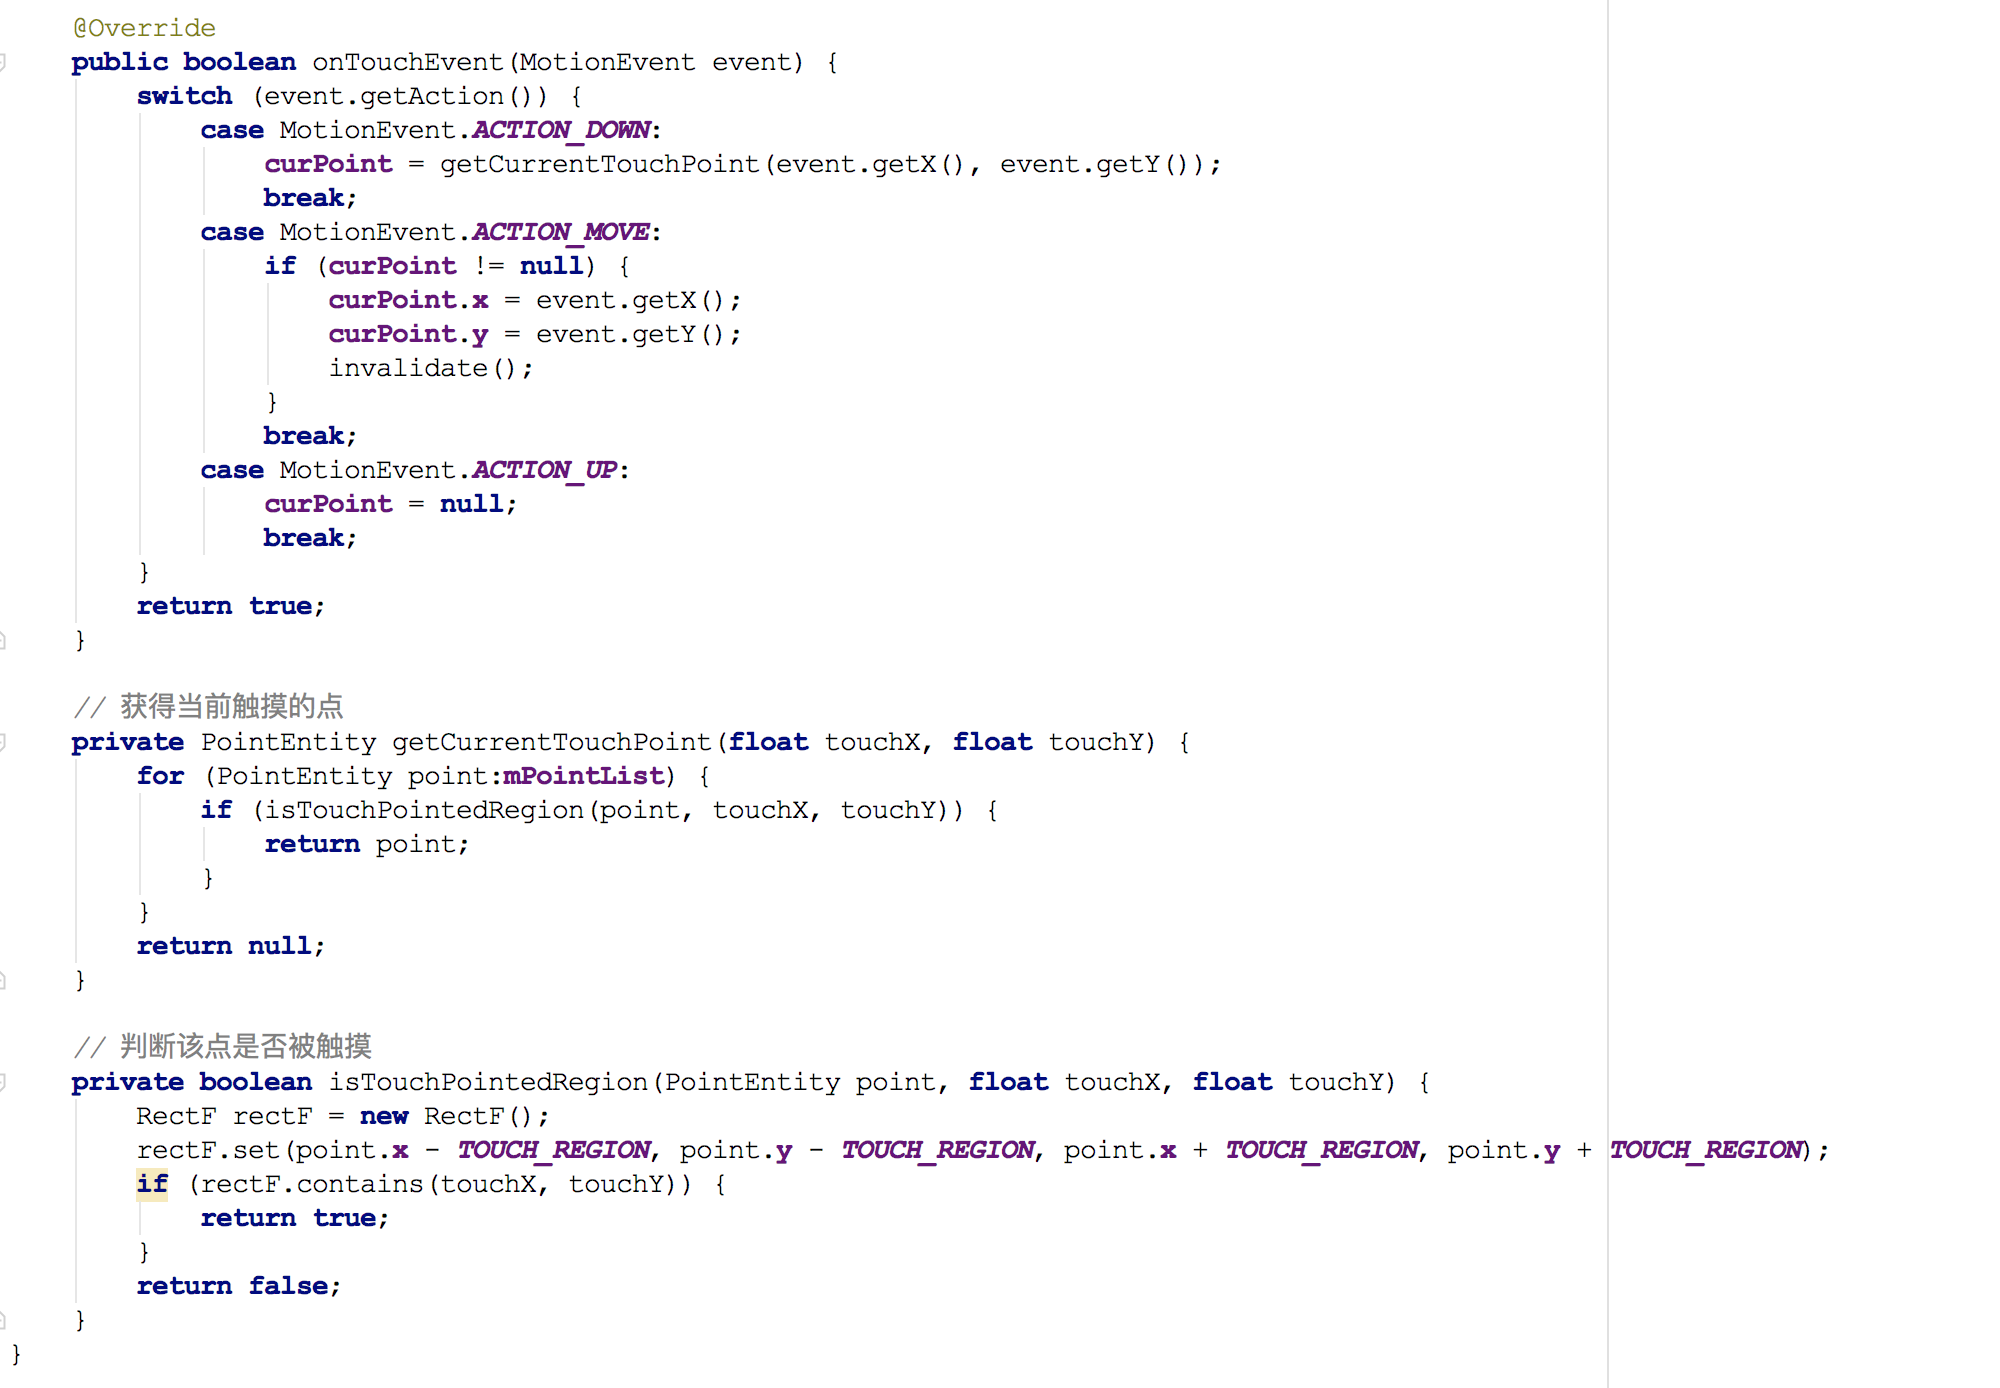 @Override
public boolean onTouchEvent(MotionEvent event) {
    switch (event.getAction()) {
        case MotionEvent.ACTION_DOWN:
            curPoint = getCurrentTouchPoint(event.getX(), event.getY());
            break;
        case MotionEvent.ACTION_MOVE:
            if (curPoint != null) {
                curPoint.x = event.getX();
                curPoint.y = event.getY();
                invalidate();
            }
            break;
        case MotionEvent.ACTION_UP:
            curPoint = null;
            break;
    }
    return true;
}
// 获得当前触摸的点
private PointEntity getCurrentTouchPoint(float touchX, float touchY) {
    for (PointEntity point:mPointList) {
        if (isTouchPointedRegion(point, touchX, touchY)) {
            return point;
        }
    }
    return null;
}
// 判断该点是否被触摸
private boolean isTouchPointedRegion(PointEntity point, float touchX, float touchY) {
    RectF rectF = new RectF();
    rectF.set(point.x - TOUCH_REGION, point.y - TOUCH_REGION, point.x + TOUCH_REGION, point.y + TOUCH_REGION);
    if (rectF.contains(touchX, touchY)) {
        return true;
    }
    return false;
}
}